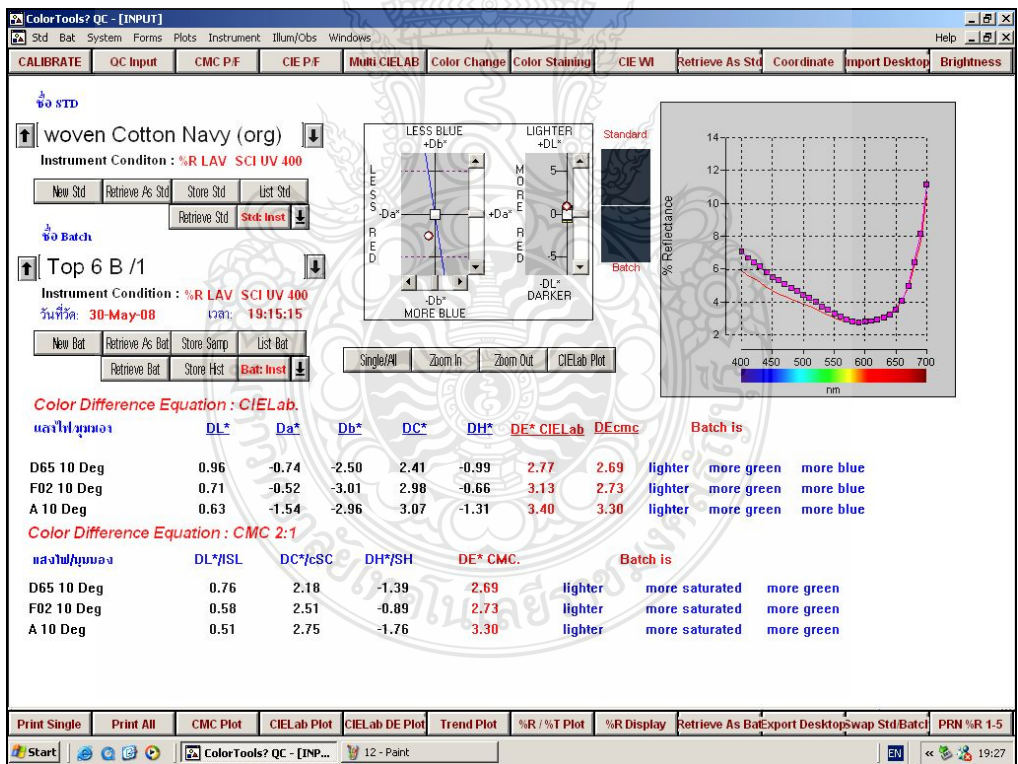 ColorTools? QC - [INPUT]
Std Bat System Forms Plots Instrument Illum/Obs Windows Help
CALIBRATE QC Input CMC P/F CIE P/F Multi CIELAB Color Change Color Staining CIE WI Retrieve As Std Coordinate Import Desktop Brightness
ชื่อ STD
woven Cotton Navy (org)
Instrument Conditon : %R LAV SCI UV 400
New Std Retrieve As Std Store Std List Std
Retrieve Std Std: Inst
ชื่อ Batch
Top 6 B /1
Instrument Condition : %R LAV SCI UV 400
วันที่วัด: 30-May-08 เวลา: 19:15:15
New Bat Retrieve As Bat Store Samp List Bat
Retrieve Bat Store Hist Bat: Inst
LESS BLUE
+Db*
LESS RED
-Da* +Da*
-Db*
MORE BLUE
LIGHTER
+DL*
MORE RED
5
0
-5
-DL*
DARKER
Standard
Batch
Single/All Zoom In Zoom Out CIELab Plot
% Reflectance
14
12
10
8
6
4
2
400 450 500 550 600 650 700
nm
Color Difference Equation : CIELab.
แสงไฟ/มุมมอง DL* Da* Db* DC* DH* DE* CIELab DEcmc Batch is
D65 10 Deg 0.96 -0.74 -2.50 2.41 -0.99 2.77 2.69 lighter more green more blue
F02 10 Deg 0.71 -0.52 -3.01 2.98 -0.66 3.13 2.73 lighter more green more blue
A 10 Deg 0.63 -1.54 -2.96 3.07 -1.31 3.40 3.30 lighter more green more blue
Color Difference Equation : CMC 2:1
แสงไฟ/มุมมอง DL*/lSL DC*/cSC DH*/SH DE* CMC. Batch is
D65 10 Deg 0.76 2.18 -1.39 2.69 lighter more saturated more green
F02 10 Deg 0.58 2.51 -0.89 2.73 lighter more saturated more green
A 10 Deg 0.51 2.75 -1.76 3.30 lighter more saturated more green
Print Single Print All CMC Plot CIELab Plot CIELab DE Plot Trend Plot %R / %T Plot %R Display Retrieve As Bat Export Desktop Swap Std/Batch PRN %R 1-5
Start ColorTools? QC - [INP... 12 - Paint EN 19:27